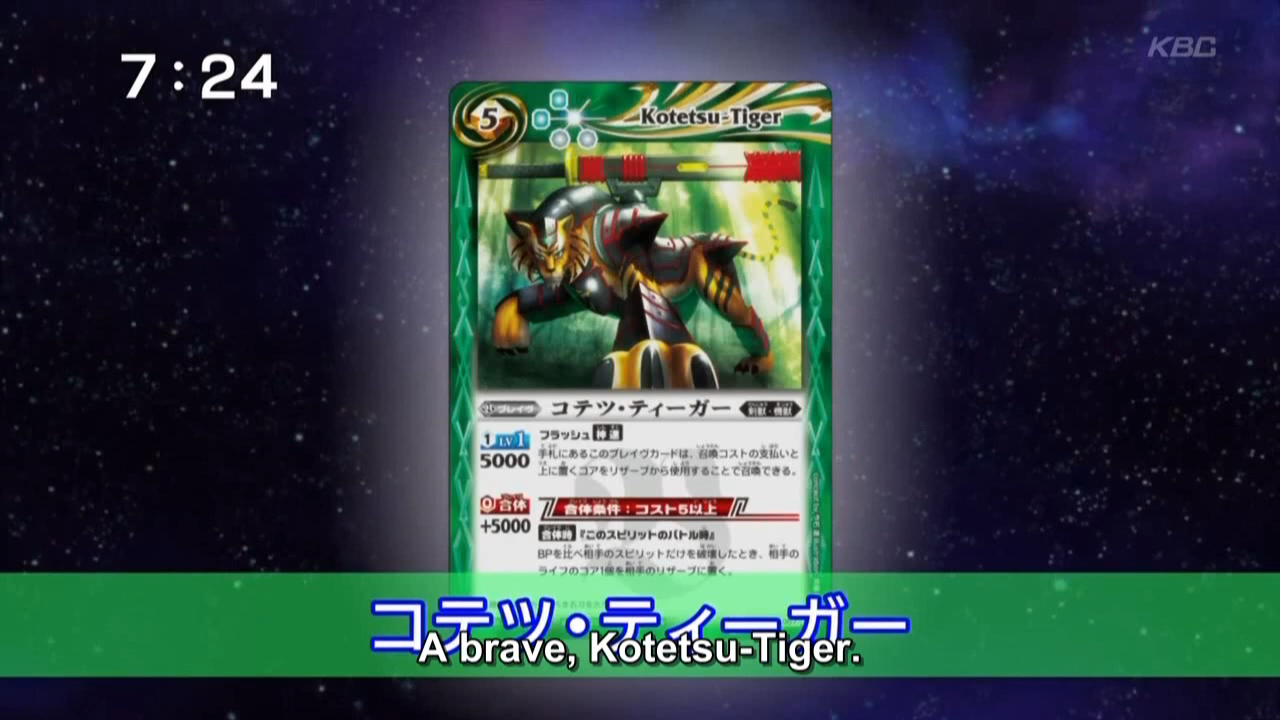 7:24
KBC
5
Kotetsu-Tiger
ブレイヴ
コテツ・ティーガー
剣獣・機獣
1 LV1
5000
フラッシュ 神速
手札にあるこのブレイヴカードは、召喚コストの支払いと
上に置くコアをリザーブから使用することで召喚できる。
0 合体
+5000
合体条件：コスト5以上
合体時『このスピリットのバトル時』
BPを比べ相手のスピリットだけを破壊したとき、相手の
ライフのコア1個を相手のリザーブに置く。
コテツ・ティーガー
A brave, Kotetsu-Tiger.